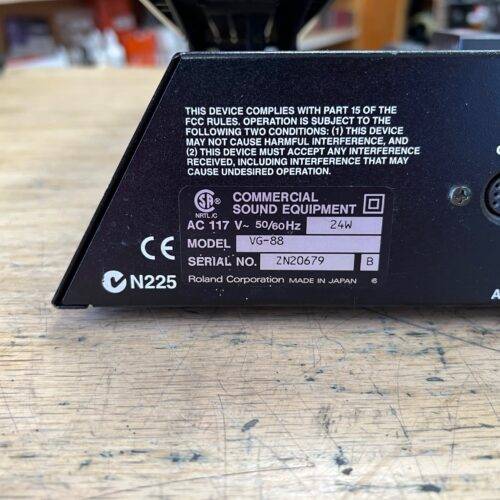 THIS DEVICE COMPLIES WITH PART 15 OF THE
FCC RULES. OPERATION IS SUBJECT TO THE
FOLLOWING TWO CONDITIONS: (1) THIS DEVICE
MAY NOT CAUSE HARMFUL INTERFERENCE, AND
(2) THIS DEVICE MUST ACCEPT ANY INTERFERENCE
RECEIVED, INCLUDING INTERFERENCE THAT MAY
CAUSE UNDESIRED OPERATION.
COMMERCIAL
SOUND EQUIPMENT
NRTL/C
AC 117 V~ 50/60Hz 24W
MODEL VG-88
SERIAL NO. ZN20679 B
Roland Corporation MADE IN JAPAN
CE
N225